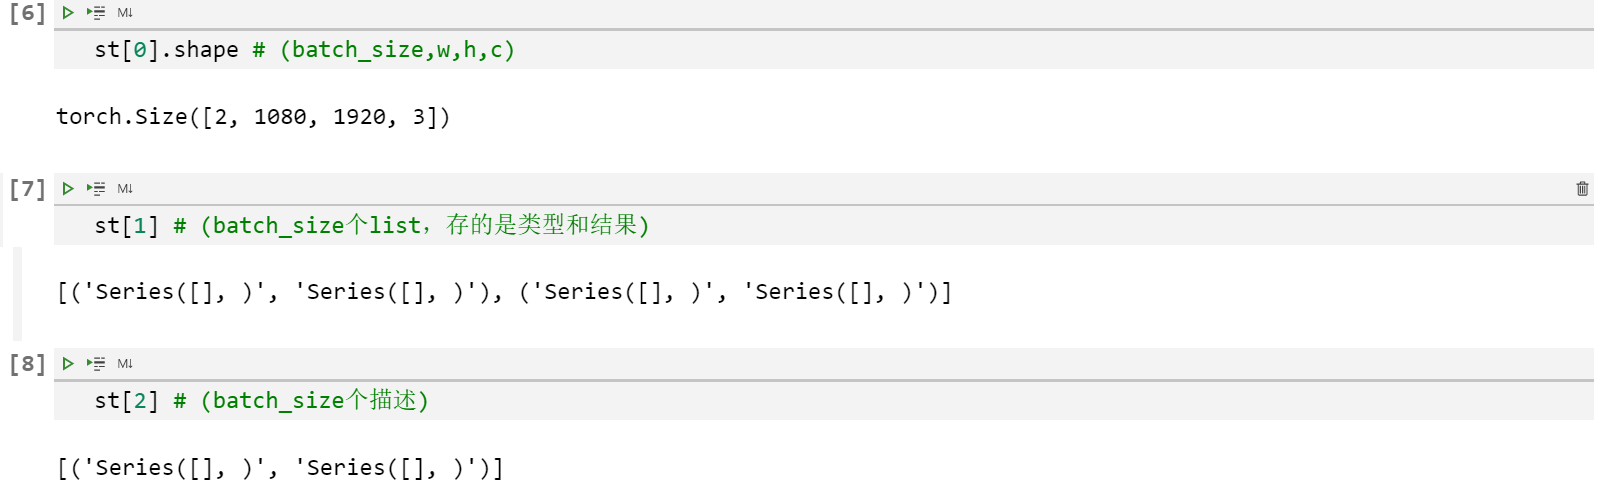 [6] M↓
st[0].shape # (batch_size,w,h,c)
torch.Size([2, 1080, 1920, 3])
[7] M↓
st[1] # (batch_size个list，存的是类型和结果)
[('Series([], )', 'Series([], )'), ('Series([], )', 'Series([], )')]
[8] M↓
st[2] # (batch_size个描述)
[('Series([], )', 'Series([], )')]